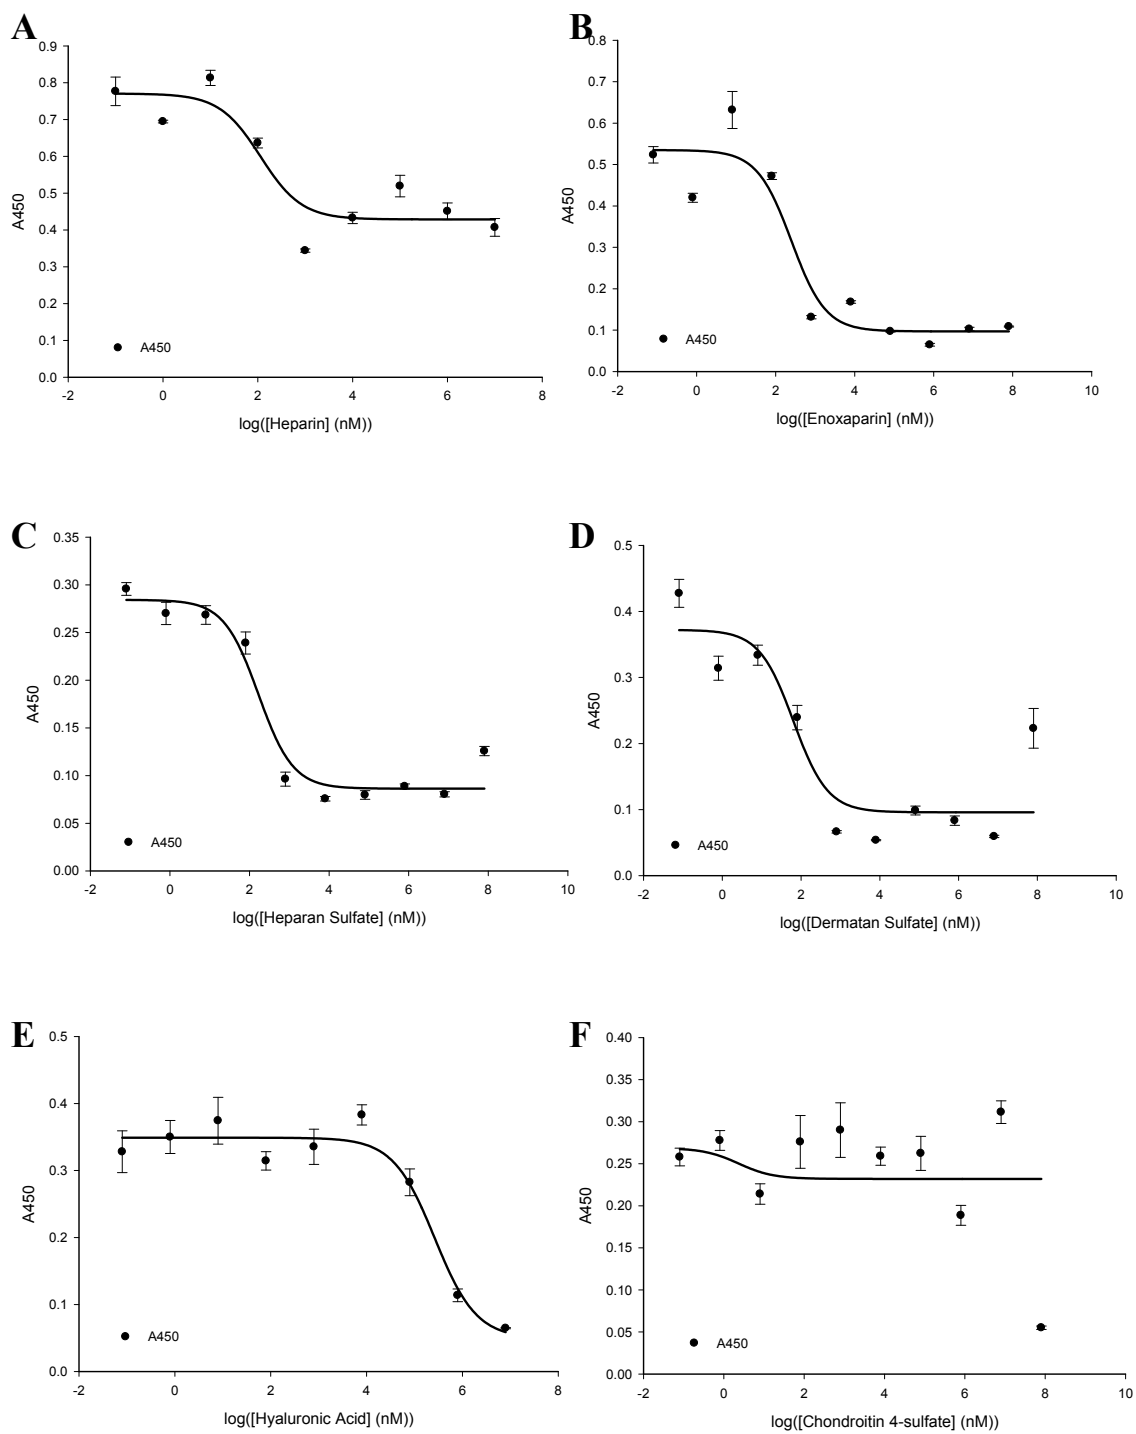 A
0.9
0.8
0.7
0.6
0.5
0.4
0.3
0.2
0.1
0.0
A450
A450
-2 0 2 4 6 8
log([Heparin] (nM))
B
0.8
0.7
0.6
0.5
0.4
0.3
0.2
0.1
0.0
A450
A450
-2 0 2 4 6 8 10
log([Enoxaparin] (nM))
C
0.35
0.30
0.25
0.20
0.15
0.10
0.05
0.00
A450
A450
-2 0 2 4 6 8 10
log([Heparan Sulfate] (nM))
D
0.5
0.4
0.3
0.2
0.1
0.0
A450
A450
-2 0 2 4 6 8 10
log([Dermatan Sulfate] (nM))
E
0.5
0.4
0.3
0.2
0.1
0.0
A450
A450
-2 0 2 4 6 8
log([Hyaluronic Acid] (nM))
F
0.40
0.35
0.30
0.25
0.20
0.15
0.10
0.05
0.00
A450
A450
-2 0 2 4 6 8 10
log([Chondroitin 4-sulfate] (nM))